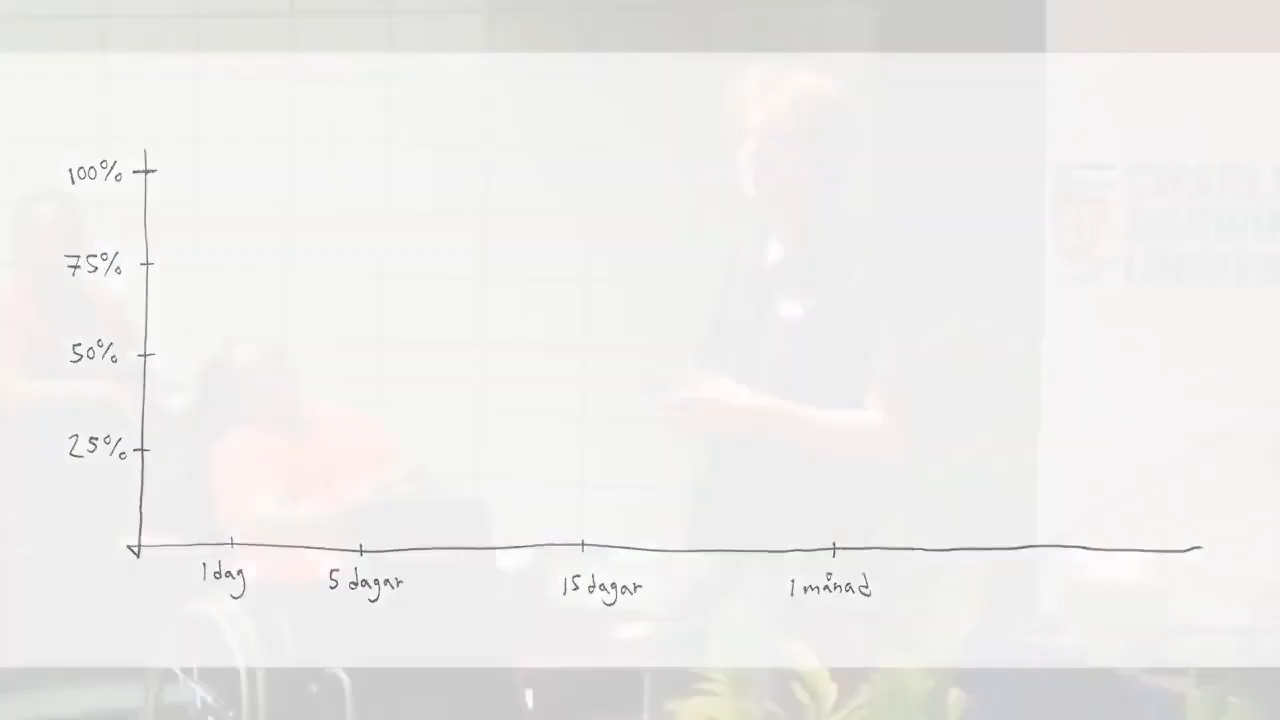 100%
75%
50%
25%
1 dag
5 dagar
15 dagar
1 månad